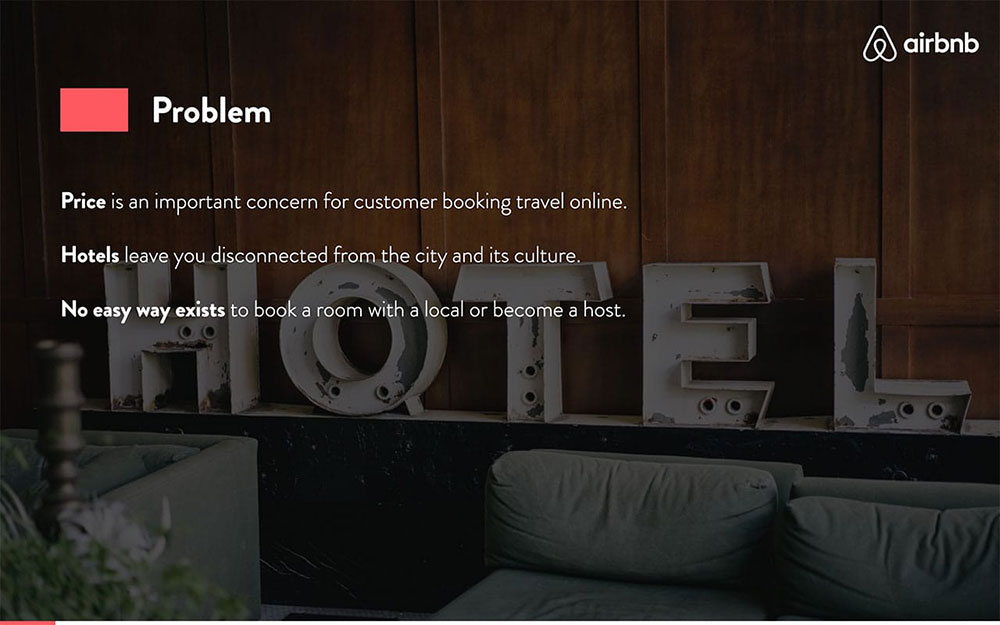 airbnb
Problem
Price is an important concern for customer booking travel online.
Hotels leave you disconnected from the city and its culture.
No easy way exists to book a room with a local or become a host.
HOTEL